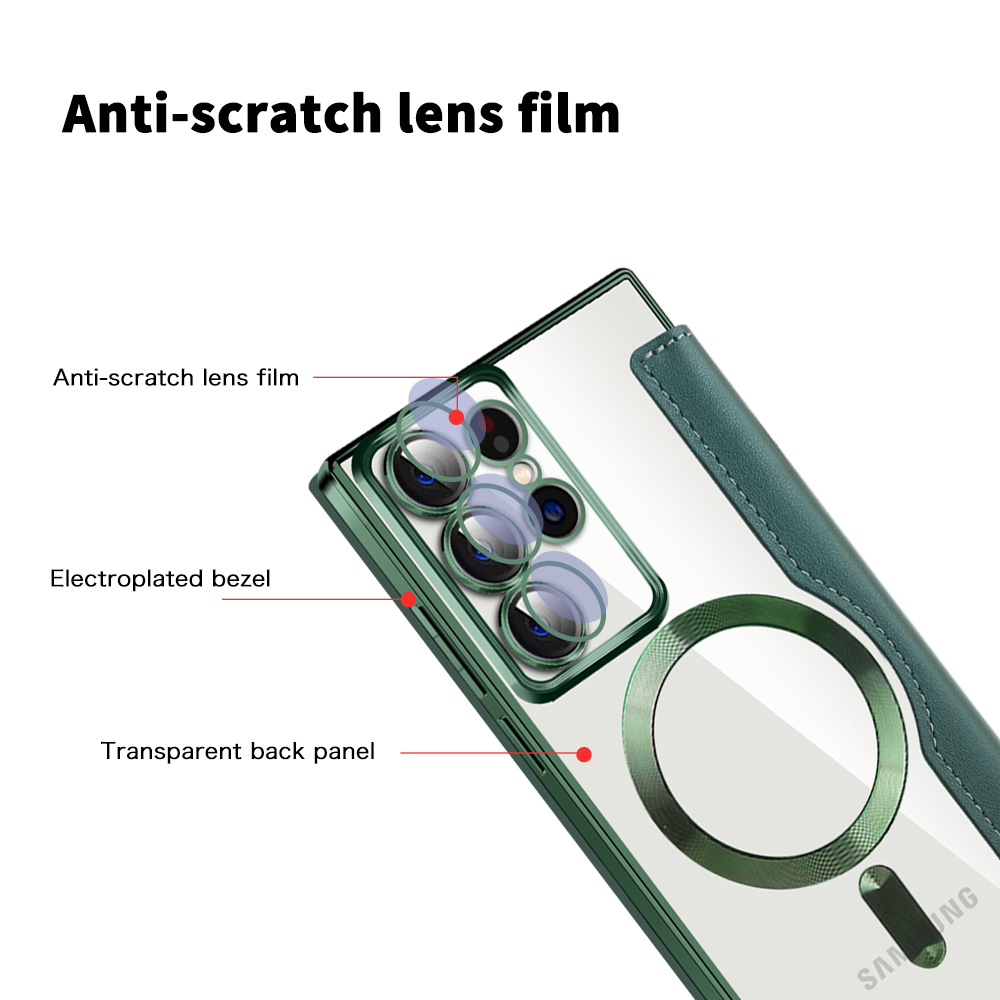 Anti-scratch lens film
Anti-scratch lens film
Electroplated bezel
Transparent back panel